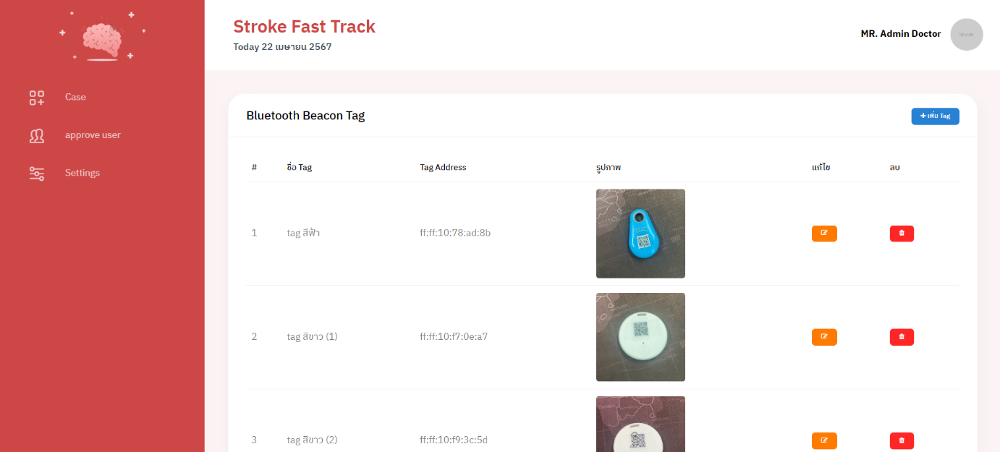 Stroke Fast Track
Today 22 เมษายน 2567
MR. Admin Doctor
Case
approve user
Settings
Bluetooth Beacon Tag
เพิ่ม Tag
# ชื่อ Tag Tag Address รูปภาพ แก้ไข ลบ
1 tag สีฟ้า ff:ff:10:78:ad:8b
2 tag สีขาว (1) ff:ff:10:f7:0e:a7
3 tag สีขาว (2) ff:ff:10:f9:3c:5d